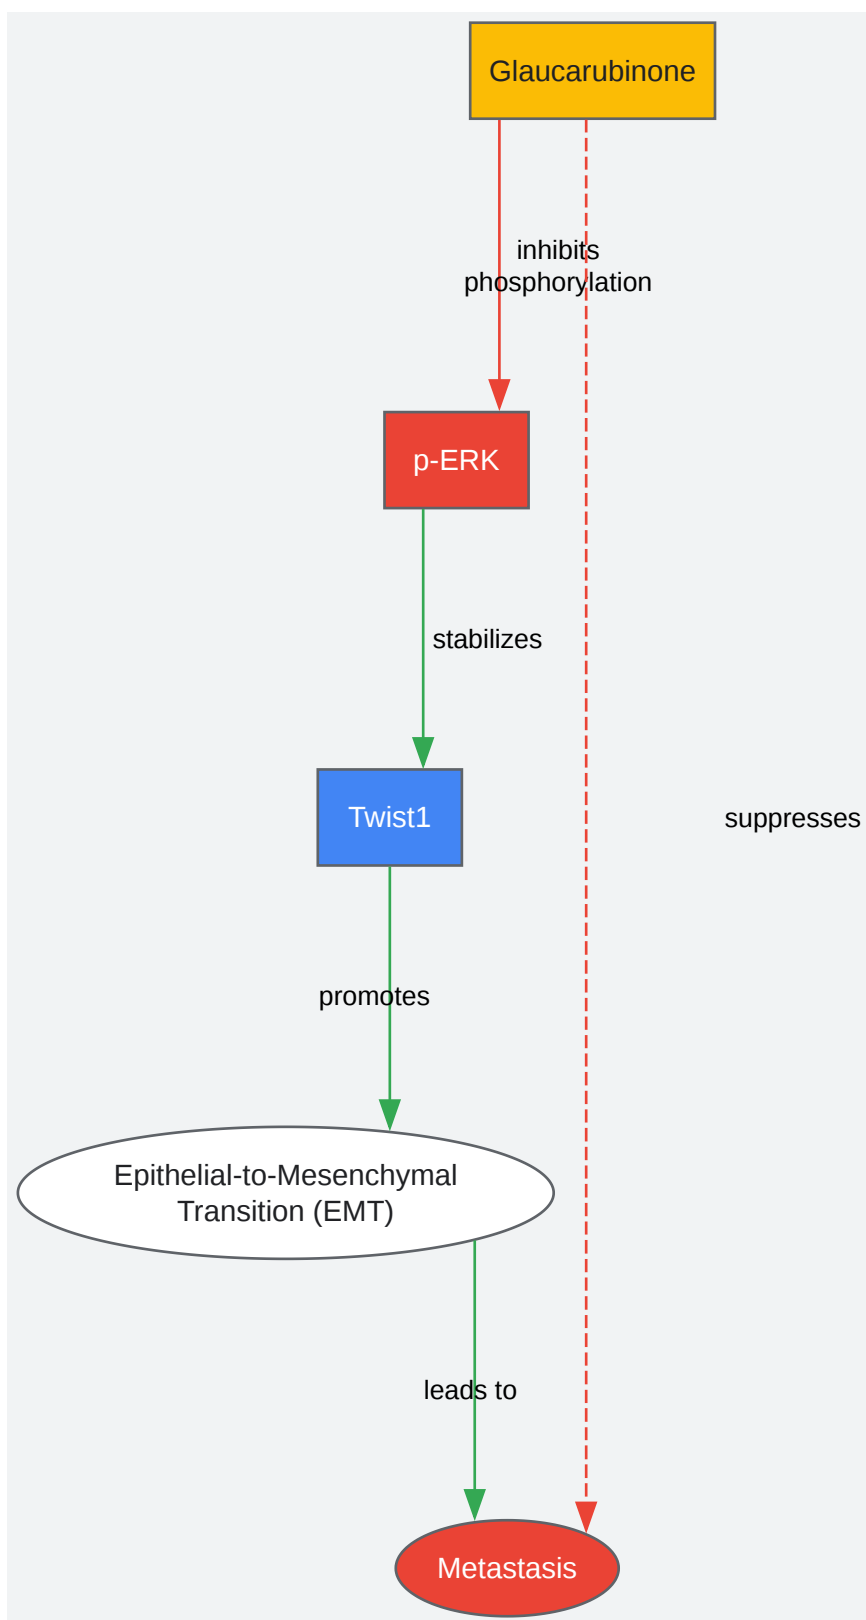 Glaucarubinone
inhibits
phosphorylation
p-ERK
stabilizes
Twist1
suppresses
promotes
Epithelial-to-Mesenchymal
Transition (EMT)
leads to
Metastasis